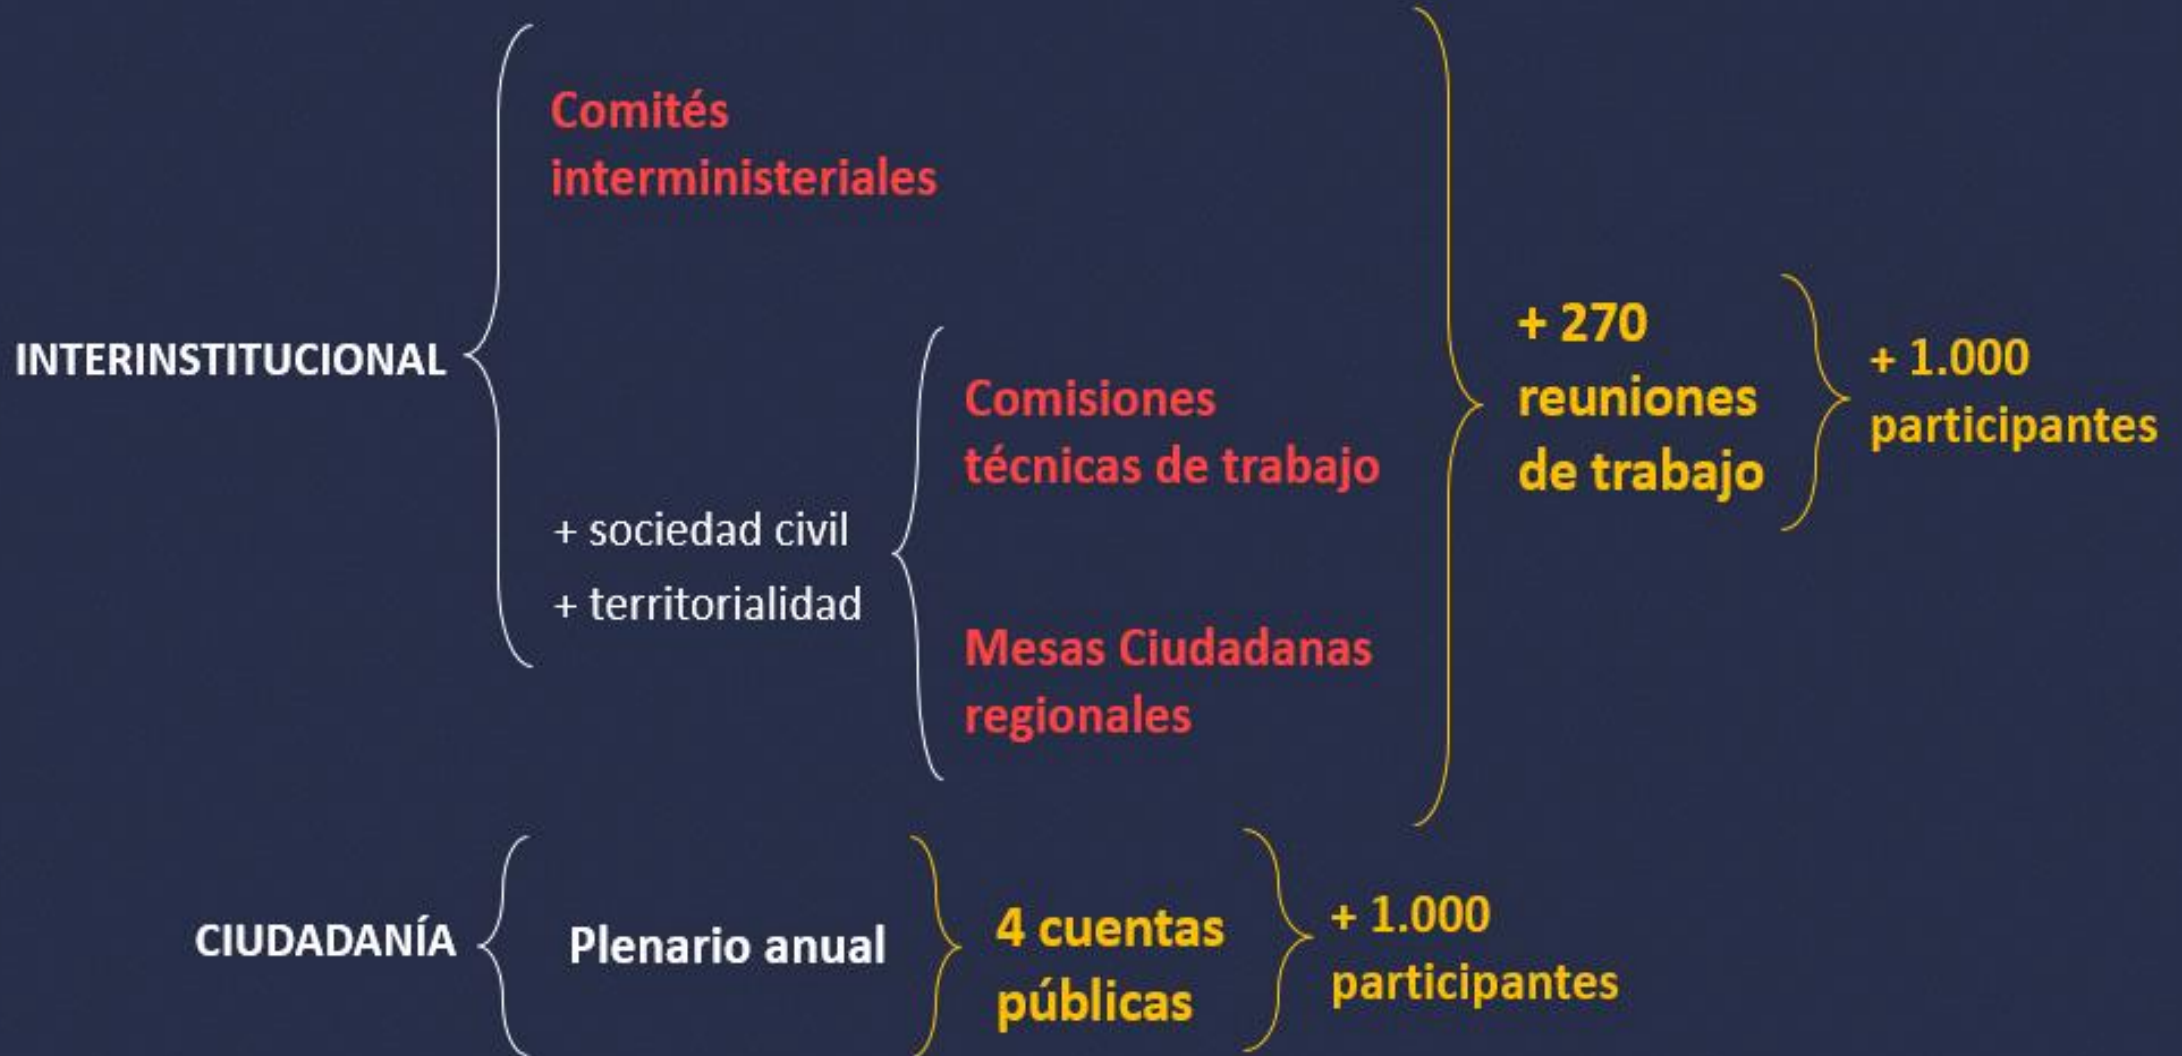 INTERINSTITUCIONAL
Comités
interministeriales
+ sociedad civil
+ territorialidad
Comisiones
técnicas de trabajo
Mesas Ciudadanas
regionales
+ 270
reuniones
de trabajo
+ 1.000
participantes
CIUDADANÍA
Plenario anual
4 cuentas
públicas
+ 1.000
participantes